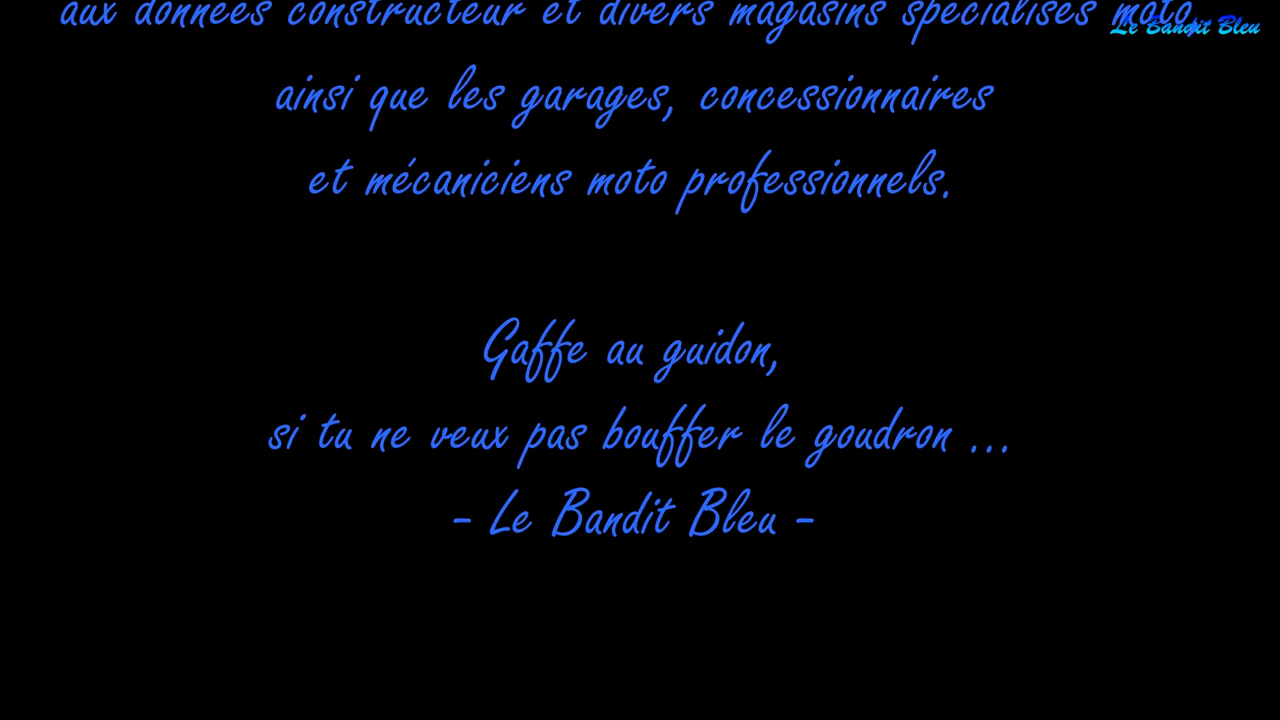 aux données constructeur et divers magasins spécialisés moto,
Le Bandit Bleu
ainsi que les garages, concessionnaires
et mécaniciens moto professionnels.
Gaffe au guidon,
si tu ne veux pas bouffer le goudron ...
- Le Bandit Bleu -